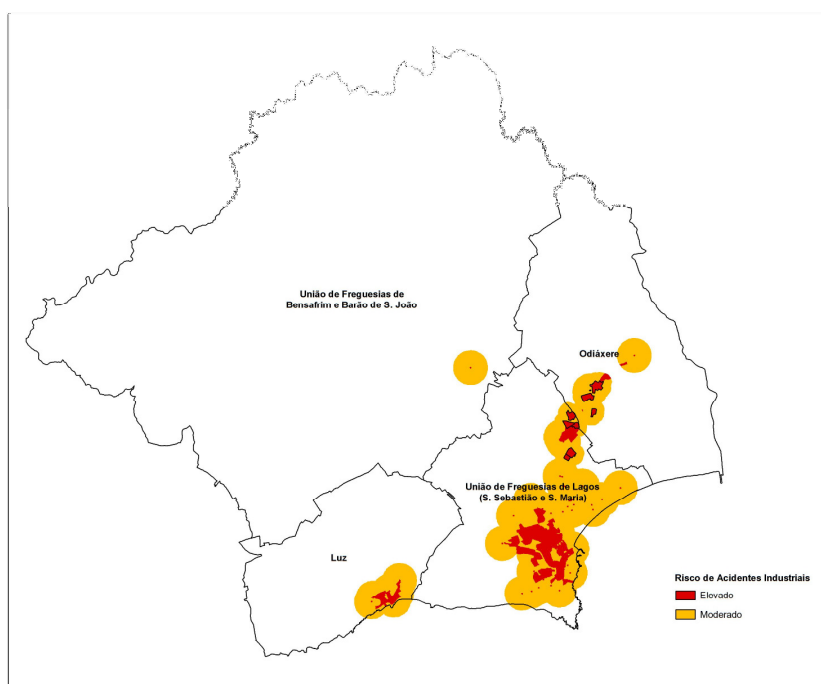 União de Freguesias de
Bensafrim e Barão de S. João
Odiáxere
União de Freguesias de Lagos
(S. Sebastião e S. Maria)
Luz
Risco de Acidentes Industriais
Elevado
Moderado